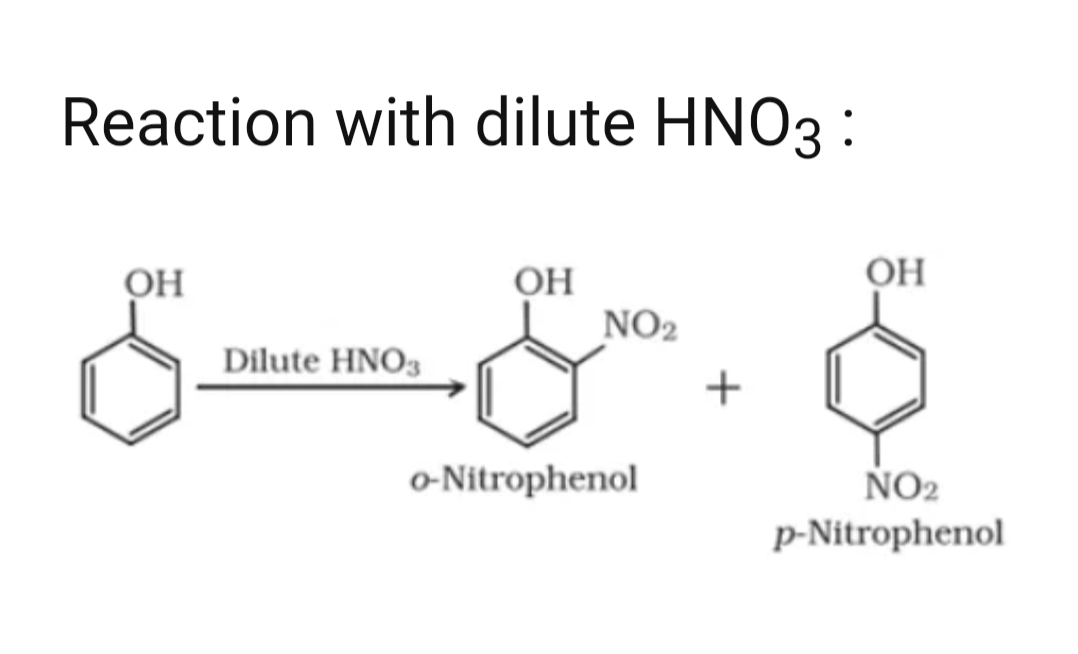 Reaction with dilute HNO₃ :
OH
Dilute HNO₃
OH
NO₂
o-Nitrophenol
+
OH
NO₂
p-Nitrophenol